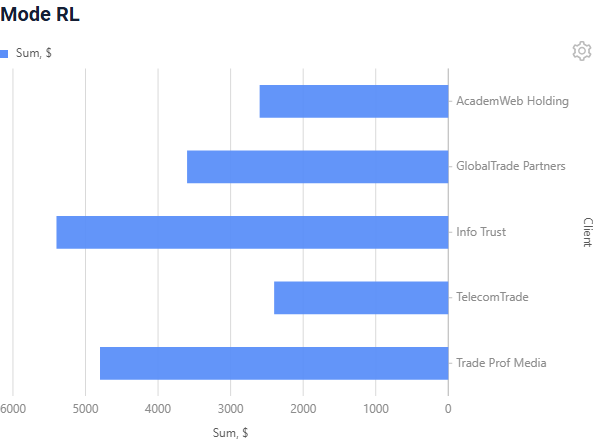 Mode RL
Sum, $
AcademWeb Holding
GlobalTrade Partners
Info Trust
Client
TelecomTrade
Trade Prof Media
6000 5000 4000 3000 2000 1000 0
Sum, $